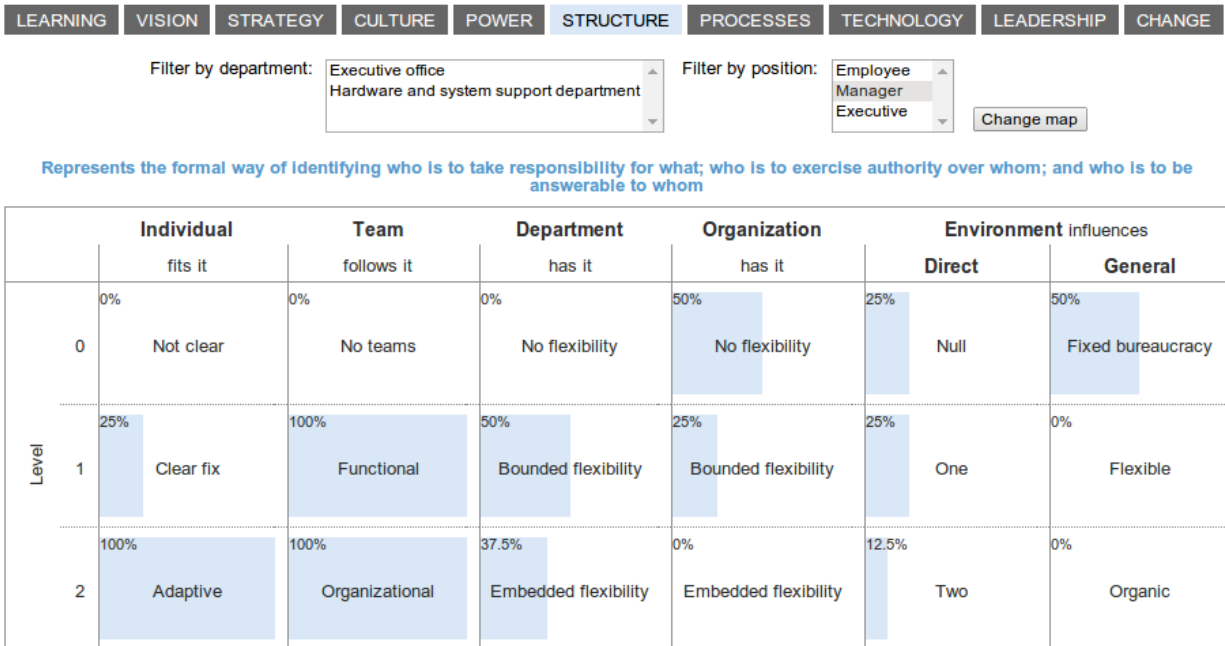 LEARNING VISION STRATEGY CULTURE POWER STRUCTURE PROCESSES TECHNOLOGY LEADERSHIP CHANGE
Filter by department: Executive office Filter by position: Employee
Hardware and system support department Manager
Executive Change map
Represents the formal way of identifying who is to take responsibility for what; who is to exercise authority over whom; and who is to be
answerable to whom
Individual Team Department Organization Environment influences
fits it follows it has it has it Direct General
0% 0% 0% 50% 25% 50%
0 Not clear No teams No flexibility No flexibility Null Fixed bureaucracy
25% 100% 50% 25% 25% 0%
Level 1 Clear fix Functional Bounded flexibility Bounded flexibility One Flexible
100% 100% 37.5% 0% 12.5% 0%
2 Adaptive Organizational Embedded flexibility Embedded flexibility Two Organic